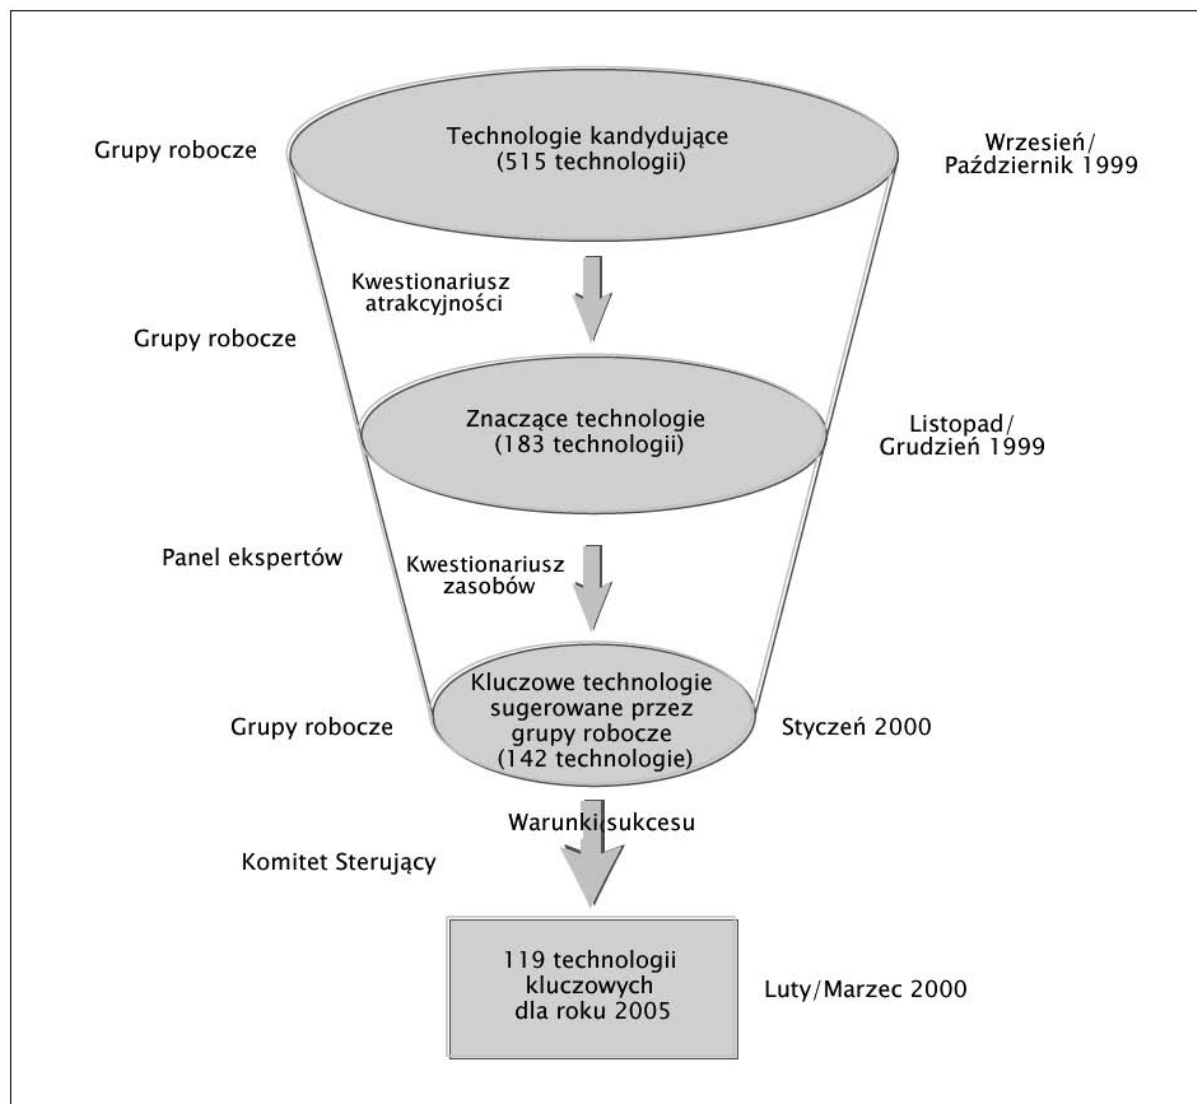 Grupy robocze
Technologie kandydujące
(515 technologii)
Wrzesień/
Październik 1999
Kwestionariusz
atrakcyjności
Grupy robocze
Znaczące technologie
(183 technologii)
Listopad/
Grudzień 1999
Panel ekspertów
Kwestionariusz
zasobów
Grupy robocze
Kluczowe technologie
sugerowane przez
grupy robocze
(142 technologie)
Styczeń 2000
Warunki sukcesu
Komitet Sterujący
119 technologii
kluczowych
dla roku 2005
Luty/Marzec 2000